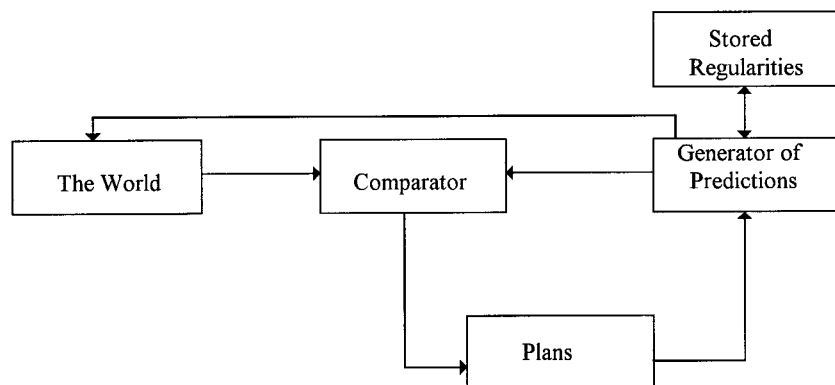 Stored
Regularities
The World
Comparator
Generator of
Predictions
Plans